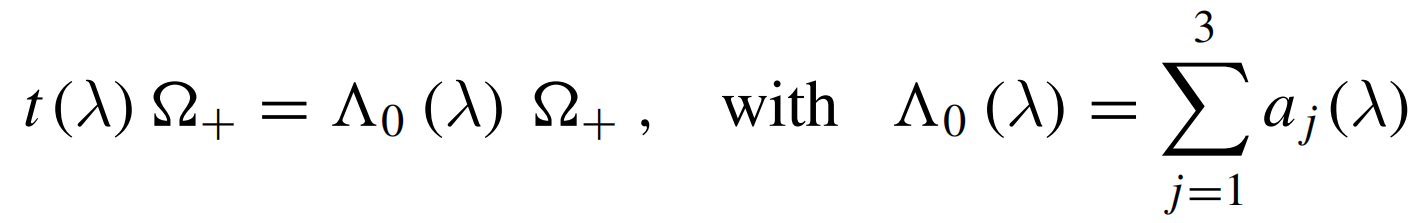 t(λ) Ω₊ = Λ₀ (λ) Ω₊ , with Λ₀ (λ) = ∑_{j=1}^{3} a_j(λ)